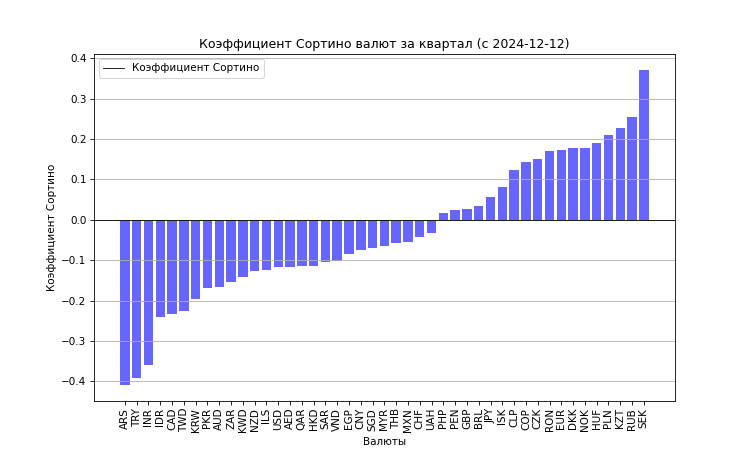 Коэффициент Сортино валют за квартал (с 2024-12-12)
Коэффициент Сортино
0.4
0.3
0.2
0.1
0.0
−0.1
−0.2
−0.3
−0.4
Коэффициент Сортино
ARS TRY INR IDR CAD TWD KRW PKR AUD ZAR KWD NZD ILS USD AED QAR HKD SAR VND EGP CNY SGD MYR THB MXN CHF UAH PHP PEN GBP BRL JPY ISK CLP COP CZK RON EUR DKK NOK HUF PLN KZT RUB SEK
Валюты